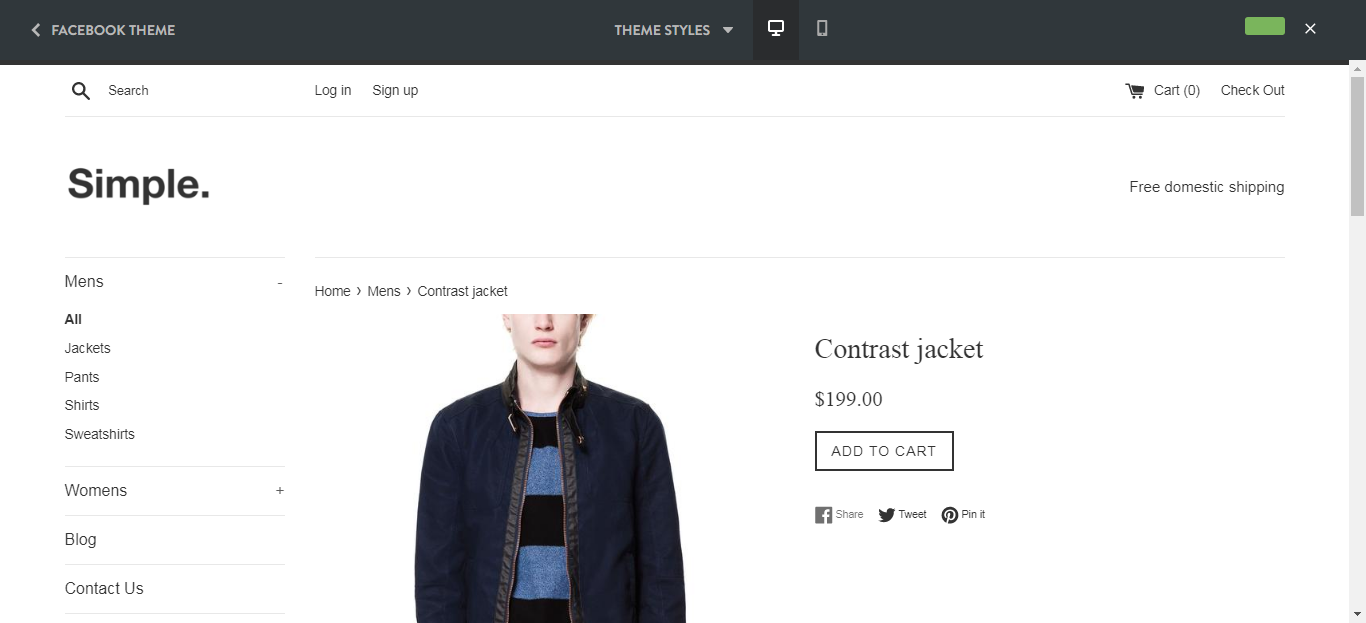 FACEBOOK THEME
THEME STYLES
Search
Log in
Sign up
Cart (0)
Check Out
Simple.
Free domestic shipping
Mens -
All
Jackets
Pants
Shirts
Sweatshirts
Womens +
Blog
Contact Us
Home › Mens › Contrast jacket
Contrast jacket
$199.00
ADD TO CART
Share
Tweet
Pin it